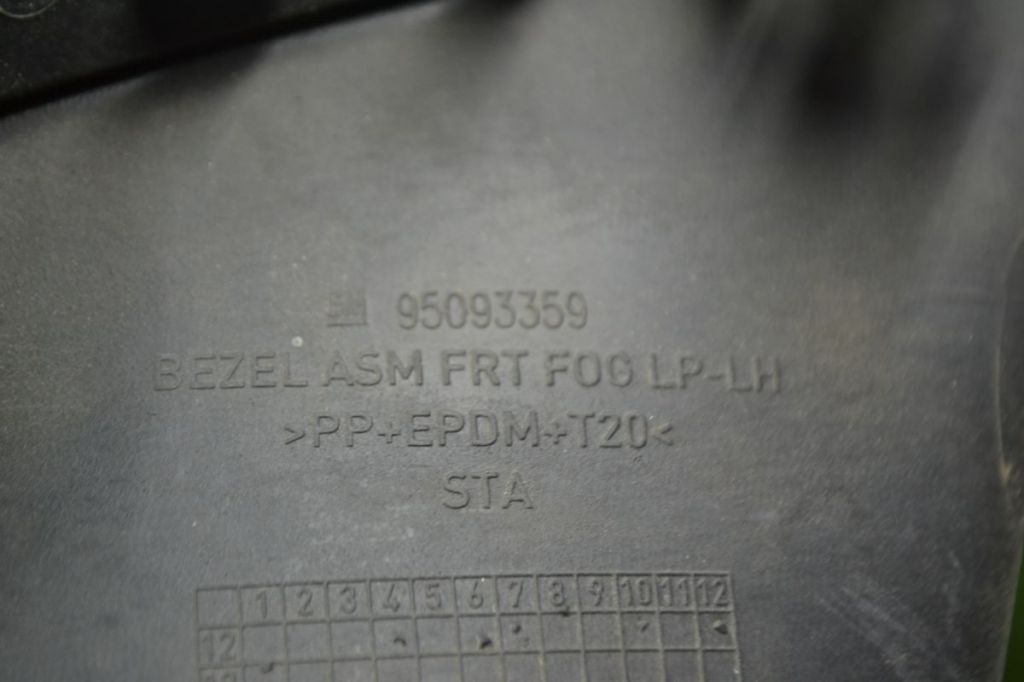 GM 95093359
BEZEL ASM FRT FOG LP-LH
>PP+EPDM+T20<
STA
1 2 3 4 5 6 7 8 9 10 11 12
12